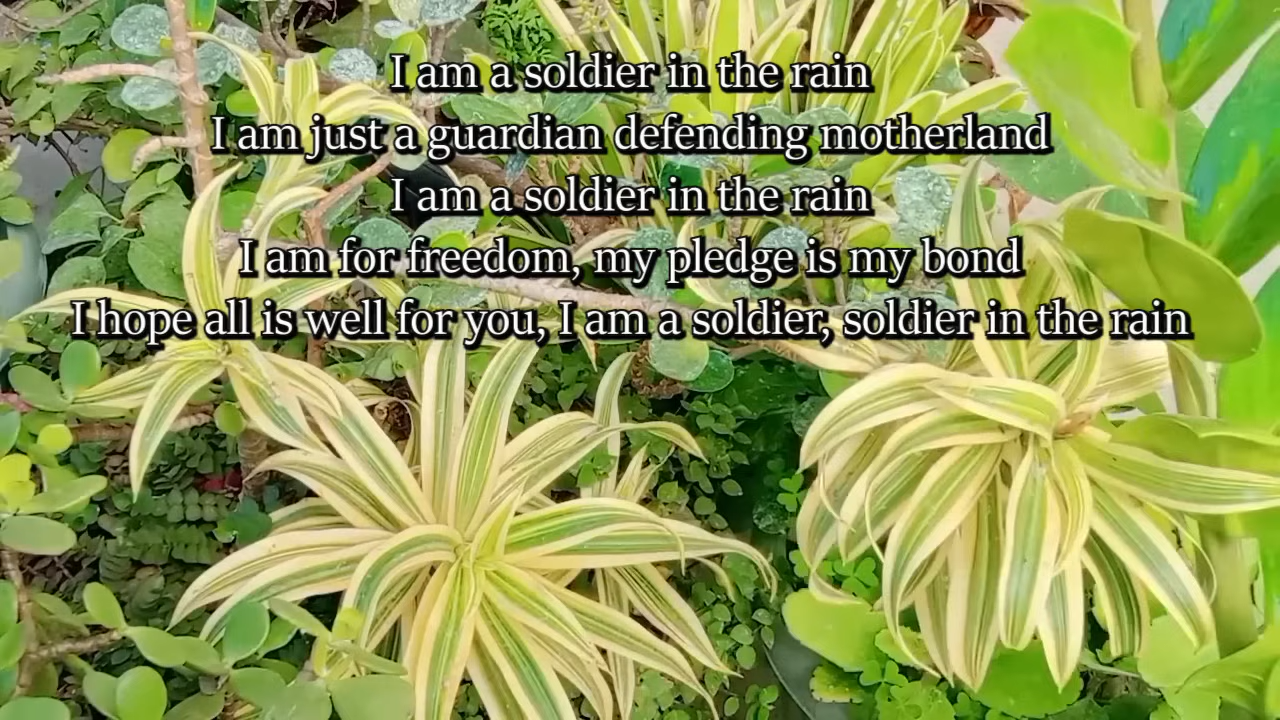 I am a soldier in the rain
I am just a guardian defending motherland
I am a soldier in the rain
I am for freedom, my pledge is my bond
I hope all is well for you, I am a soldier, soldier in the rain